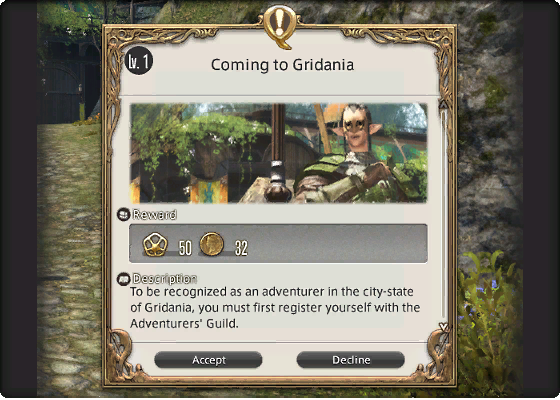 Lv. 1
Coming to Gridania
Reward
50 32
Description
To be recognized as an adventurer in the city-state
of Gridania, you must first register yourself with the
Adventurers' Guild.
Accept Decline